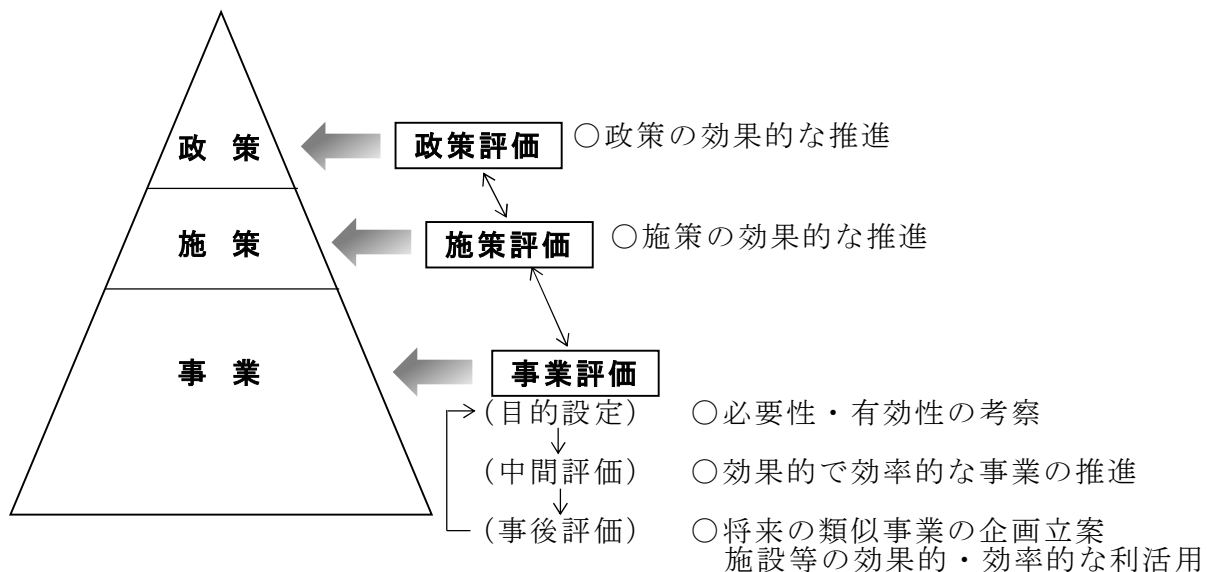 政 策
政策評価
○政策の効果的な推進
施 策
施策評価
○施策の効果的な推進
事 業
事業評価
(目的設定) ○必要性・有効性の考察
(中間評価) ○効果的で効率的な事業の推進
(事後評価) ○将来の類似事業の企画立案
施設等の効果的・効率的な利活用